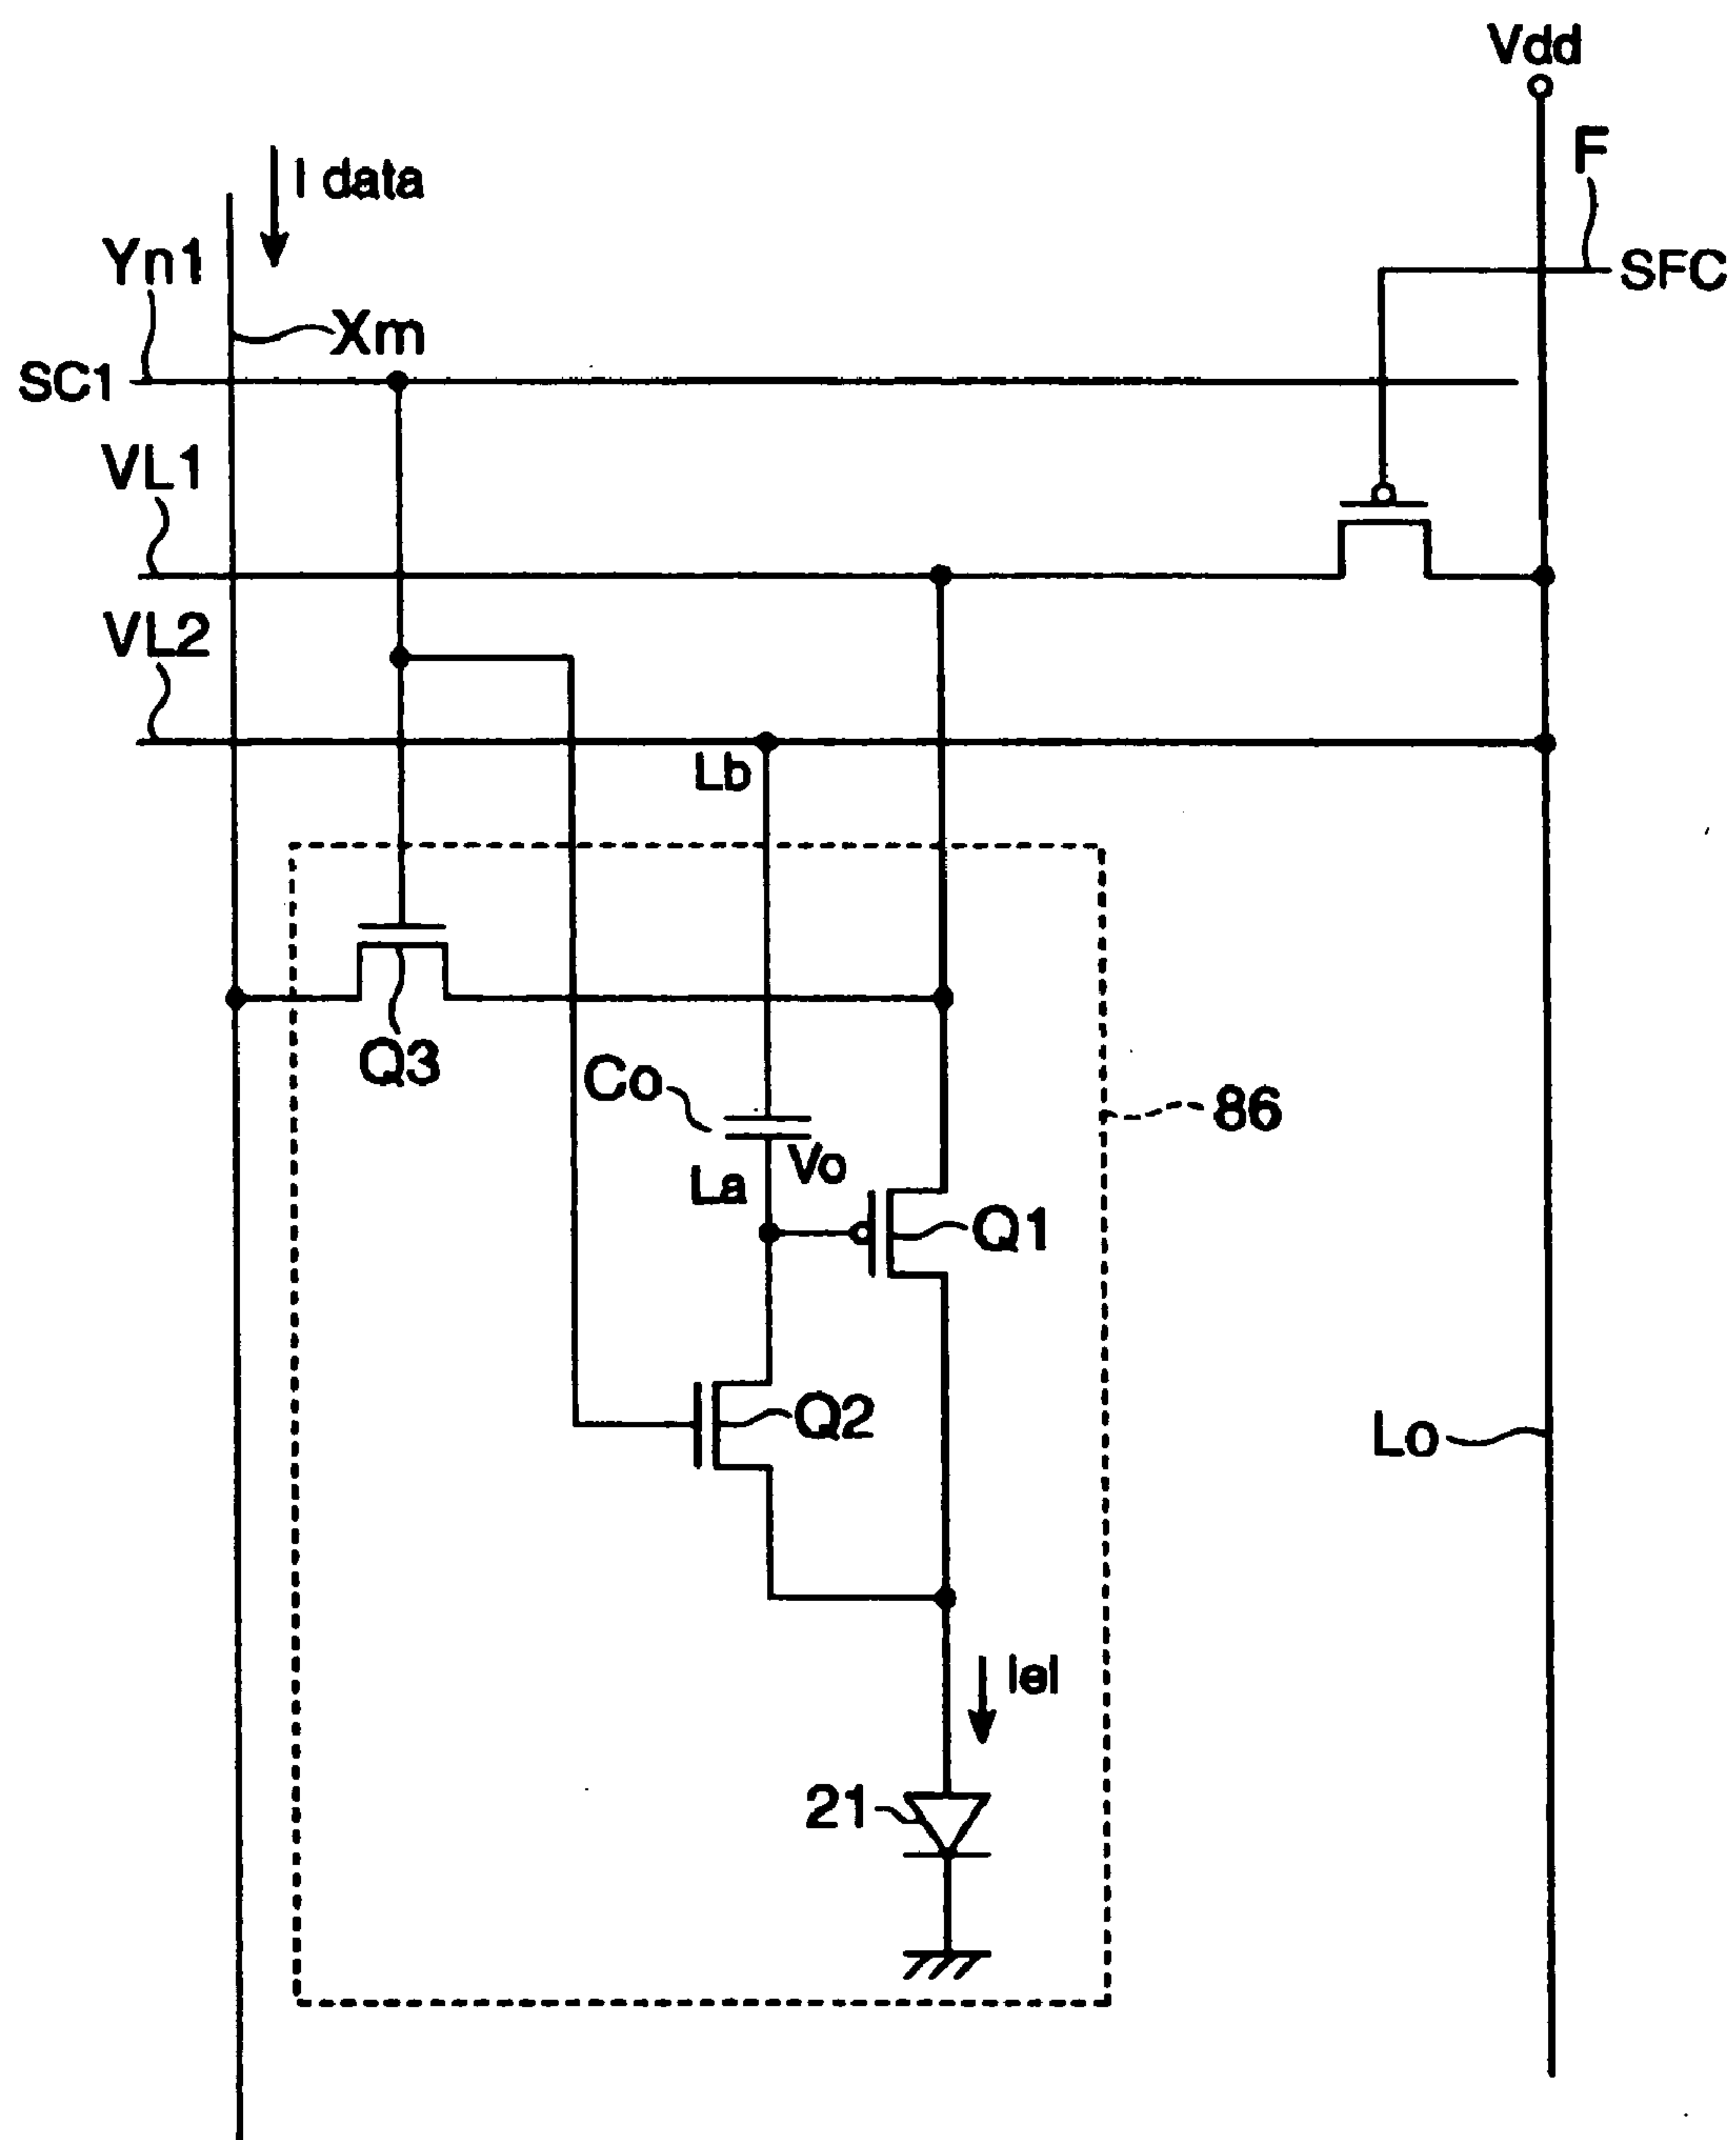 Vdd
F
I data
Yn1
SFC
Xm
SC1
VL1
VL2
Lb
Q3
Co
86
Vo
La
Q1
Q2
Lo
Iel
21